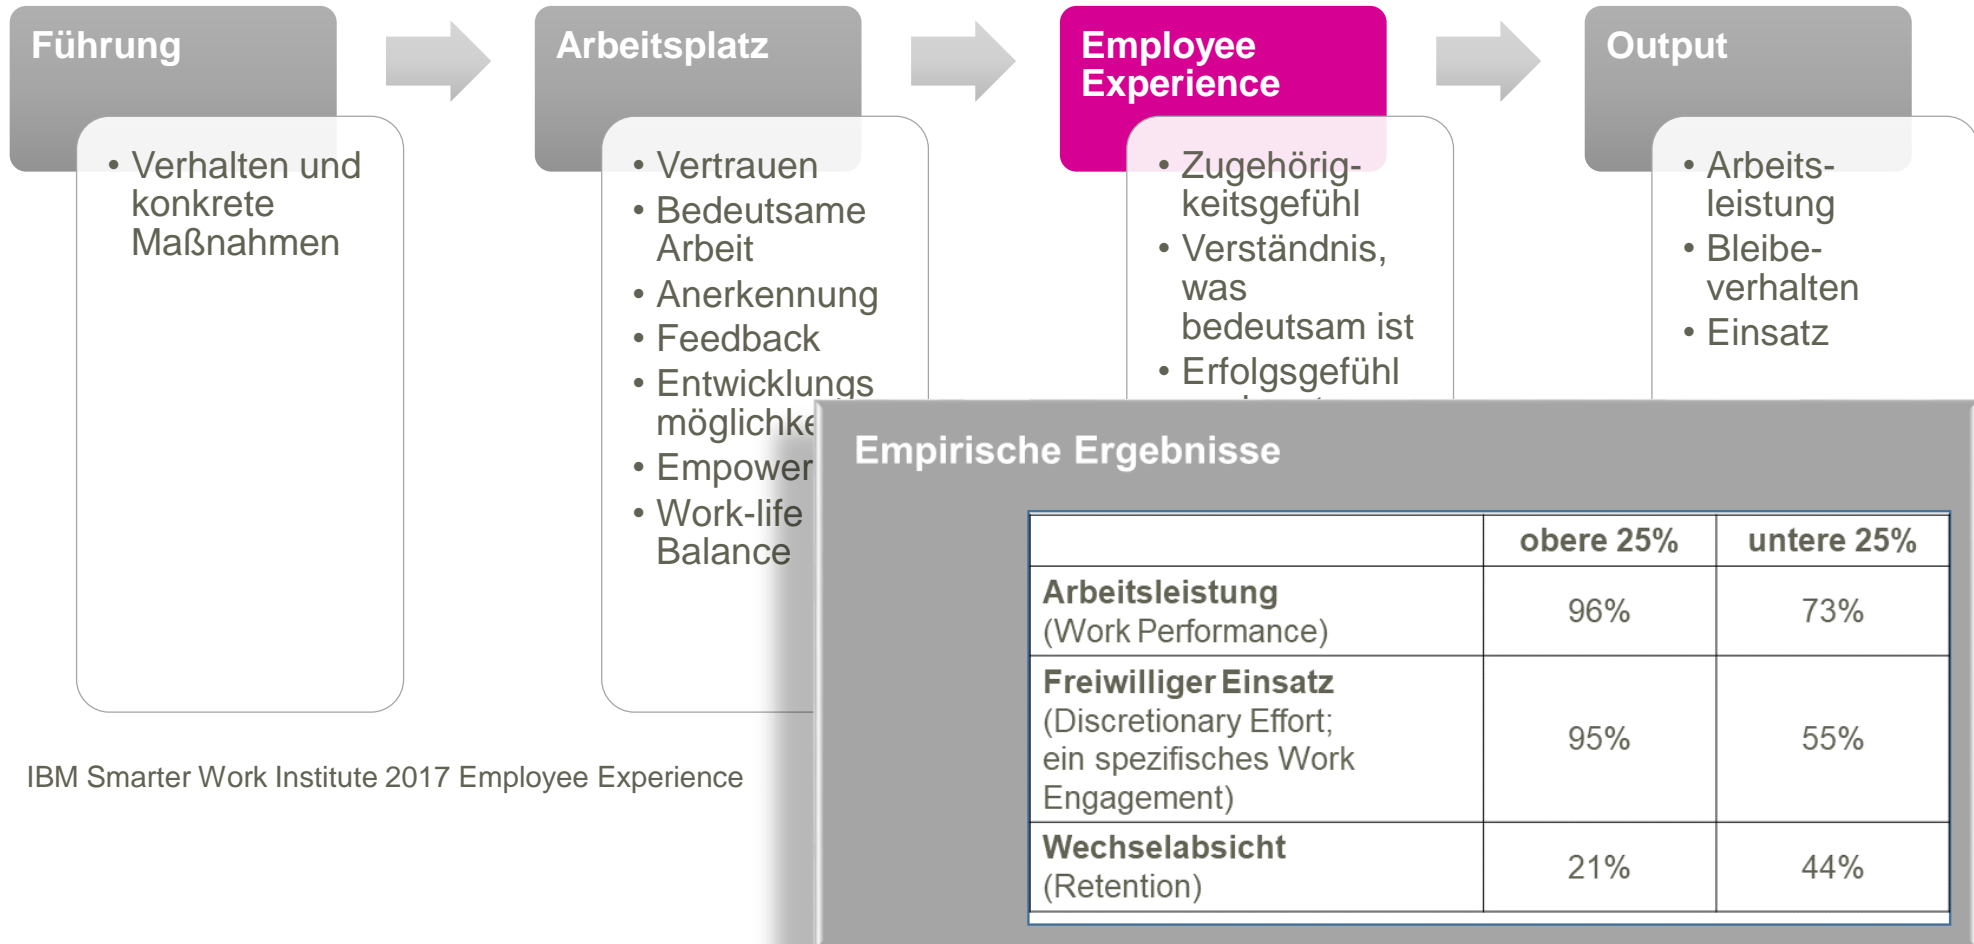 Führung
• Verhalten und
konkrete
Maßnahmen
Arbeitsplatz
• Vertrauen
• Bedeutsame
Arbeit
• Anerkennung
• Feedback
• Entwicklungs
möglichke
• Empower
• Work-life
Balance
Employee
Experience
• Zugehörig-
keitsgefühl
• Verständnis,
was
bedeutsam ist
• Erfolgsgefühl
Output
• Arbeits-
leistung
• Bleibe-
verhalten
• Einsatz
Empirische Ergebnisse
obere 25% untere 25%
Arbeitsleistung
(Work Performance) 96% 73%
Freiwilliger Einsatz
(Discretionary Effort;
ein spezifisches Work
Engagement) 95% 55%
Wechselabsicht
(Retention) 21% 44%
IBM Smarter Work Institute 2017 Employee Experience